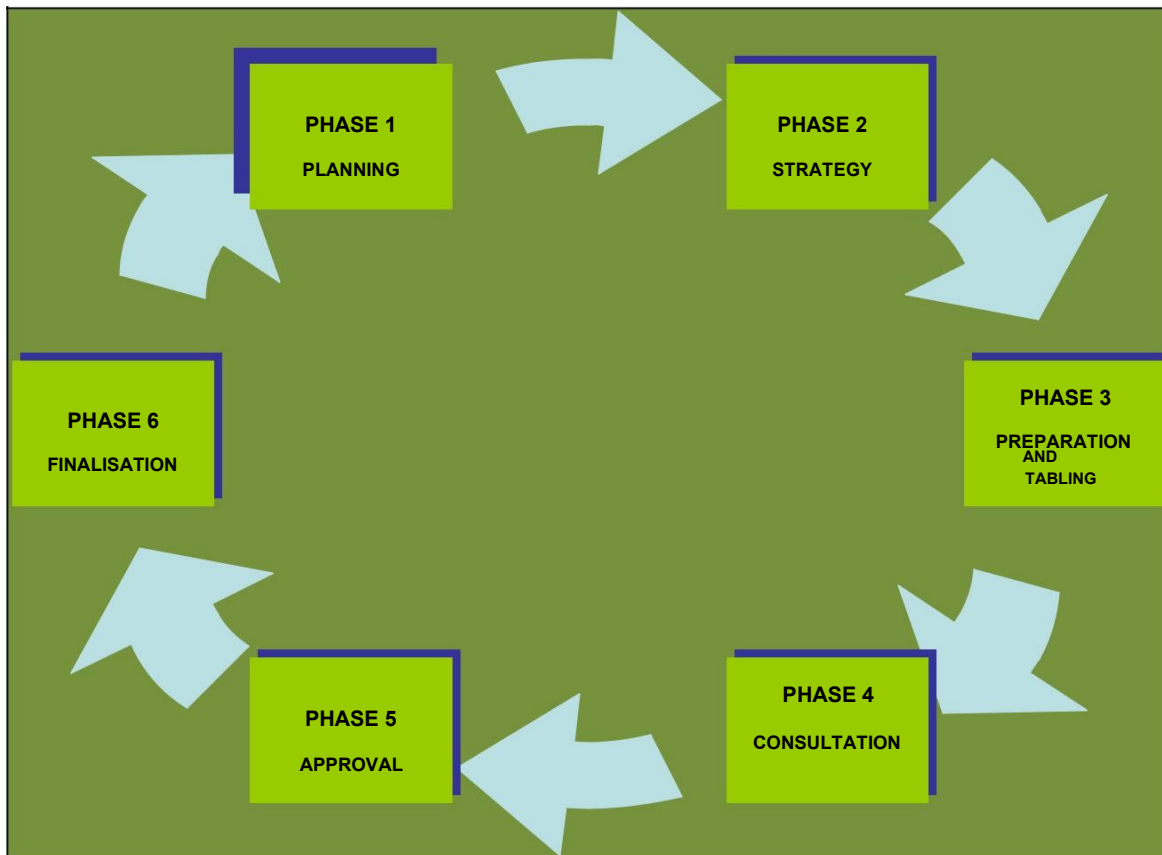 PHASE 1
PLANNING
PHASE 2
STRATEGY
PHASE 3
PREPARATION
AND
TABLING
PHASE 4
CONSULTATION
PHASE 5
APPROVAL
PHASE 6
FINALISATION